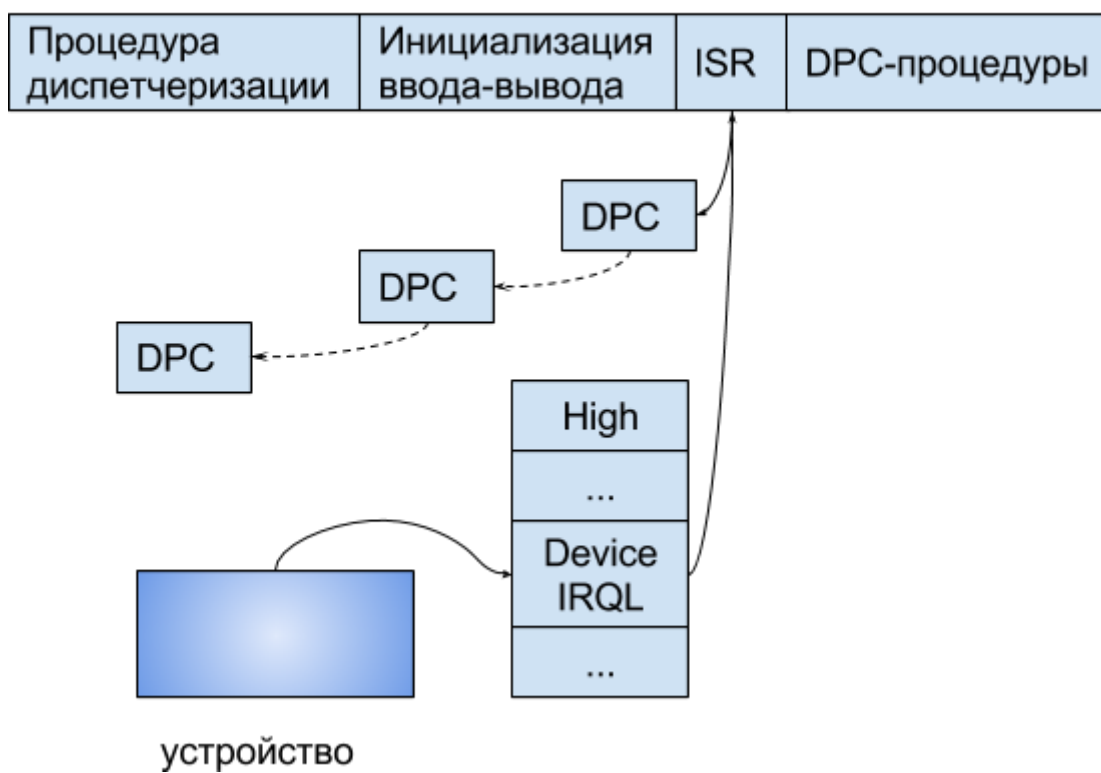 Процедура
диспетчеризации
Инициализация
ввода-вывода
ISR
DPC-процедуры
DPC
DPC
DPC
High
...
Device
IRQL
...
устройство